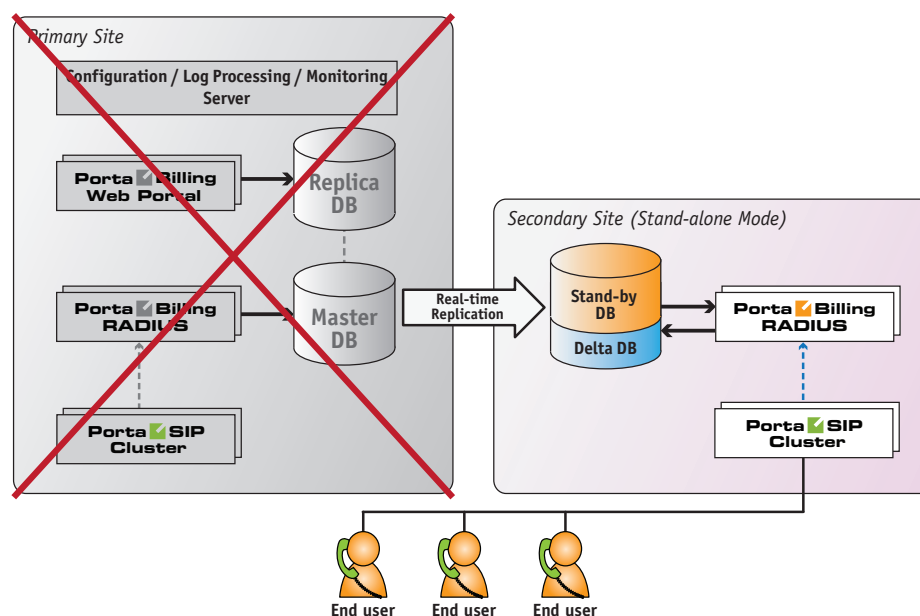 Primary Site
Configuration / Log Processing / Monitoring
Server
Porta Billing
Web Portal
Replica
DB
Porta Billing
RADIUS
Master
DB
Porta SIP
Cluster
Real-time
Replication
Secondary Site (Stand-alone Mode)
Stand-by
DB
Delta DB
Porta Billing
RADIUS
Porta SIP
Cluster
End user
End user
End user